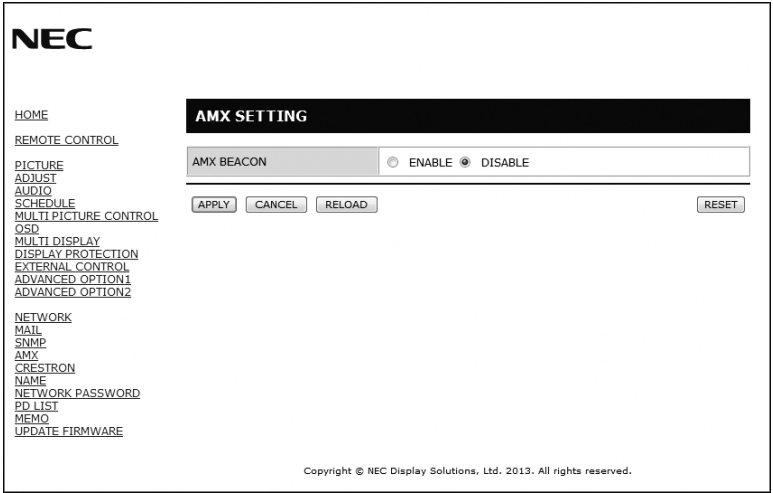 NEC
HOME
REMOTE CONTROL
PICTURE
ADJUST
AUDIO
SCHEDULE
MULTI PICTURE CONTROL
OSD
MULTI DISPLAY
DISPLAY PROTECTION
EXTERNAL CONTROL
ADVANCED OPTION1
ADVANCED OPTION2
NETWORK
MAIL
SNMP
AMX
CRESTRON
NAME
NETWORK PASSWORD
PD LIST
MEMO
UPDATE FIRMWARE
AMX SETTING
AMX BEACON ENABLE DISABLE
APPLY CANCEL RELOAD RESET
Copyright © NEC Display Solutions, Ltd. 2013. All rights reserved.